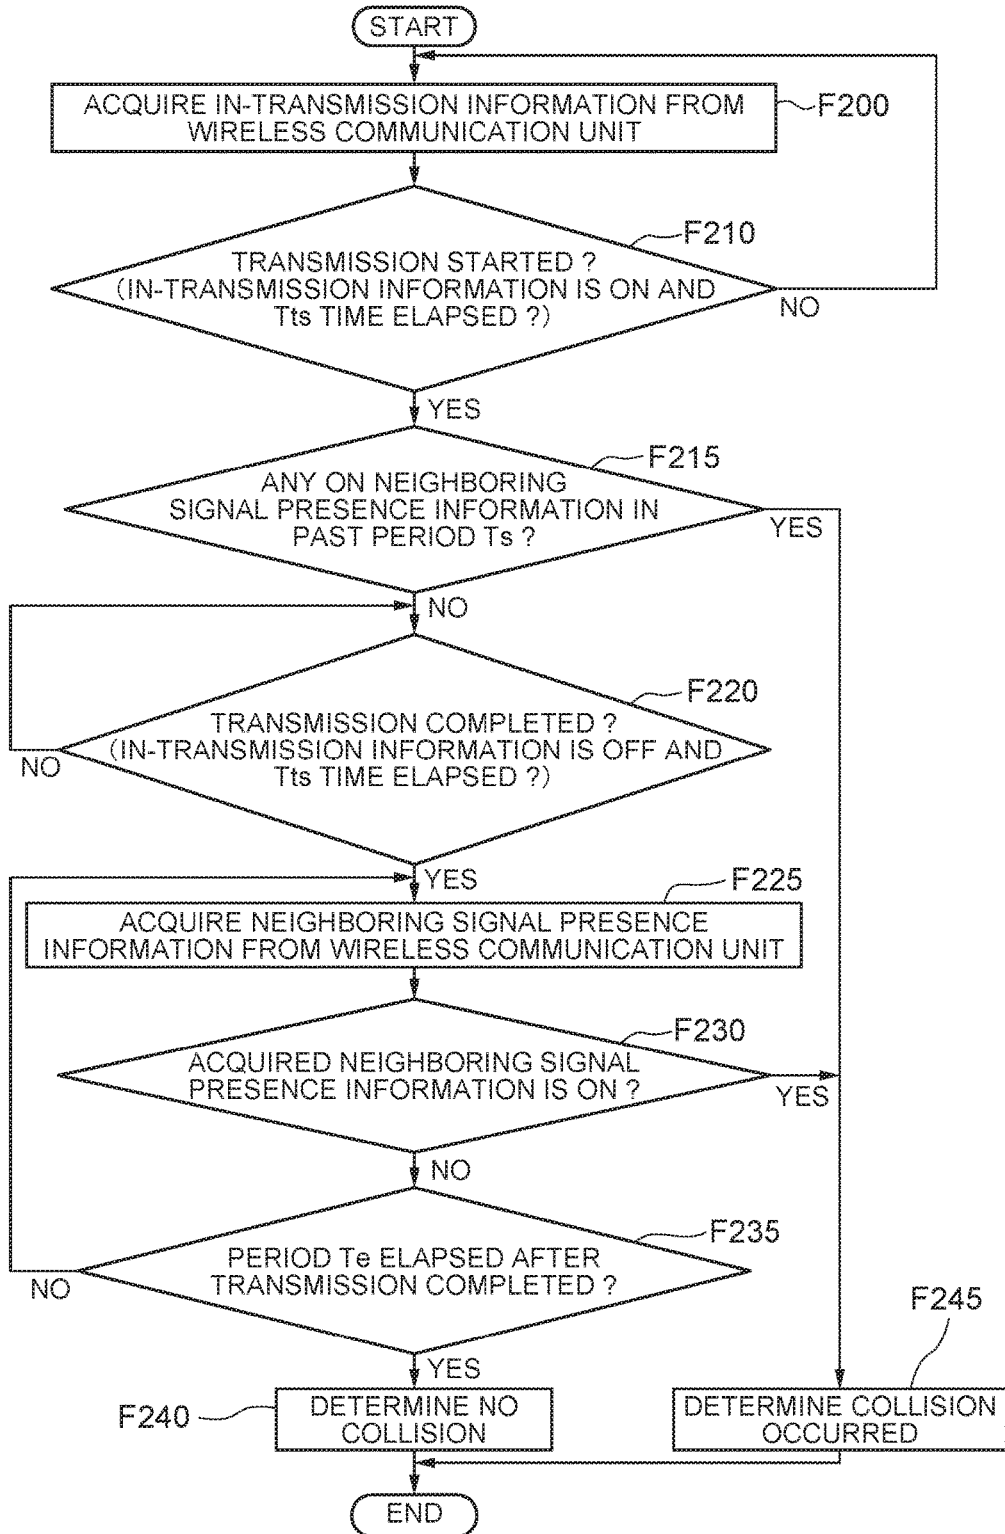 START
ACQUIRE IN-TRANSMISSION INFORMATION FROM
WIRELESS COMMUNICATION UNIT
F200
F210
TRANSMISSION STARTED ?
(IN-TRANSMISSION INFORMATION IS ON AND
Tts TIME ELAPSED ?)
NO
YES
F215
ANY ON NEIGHBORING
SIGNAL PRESENCE INFORMATION IN
PAST PERIOD Ts ?
YES
NO
F220
TRANSMISSION COMPLETED ?
(IN-TRANSMISSION INFORMATION IS OFF AND
Tts TIME ELAPSED ?)
NO
YES
F225
ACQUIRE NEIGHBORING SIGNAL PRESENCE
INFORMATION FROM WIRELESS COMMUNICATION UNIT
F230
ACQUIRED NEIGHBORING SIGNAL
PRESENCE INFORMATION IS ON ?
YES
NO
F235
PERIOD Te ELAPSED AFTER
TRANSMISSION COMPLETED ?
NO
YES
F245
F240
DETERMINE NO
COLLISION
DETERMINE COLLISION
OCCURRED
END